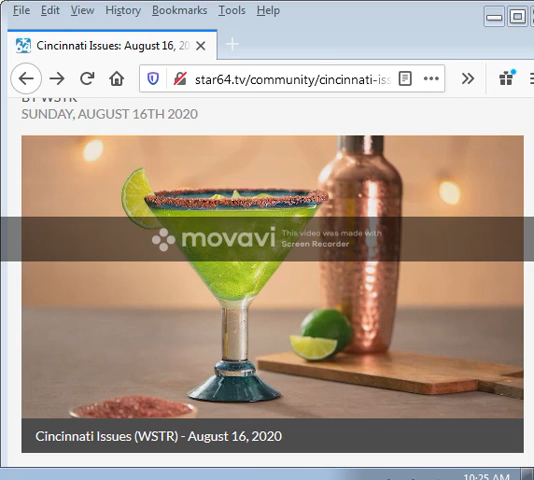 File Edit View History Bookmarks Tools Help
Cincinnati Issues: August 16, 20
star64.tv/community/cincinnati-iss
BY WSTR
SUNDAY, AUGUST 16TH 2020
movavi
This video was made with
Screen Recorder
Cincinnati Issues (WSTR) - August 16, 2020
10:25 AM